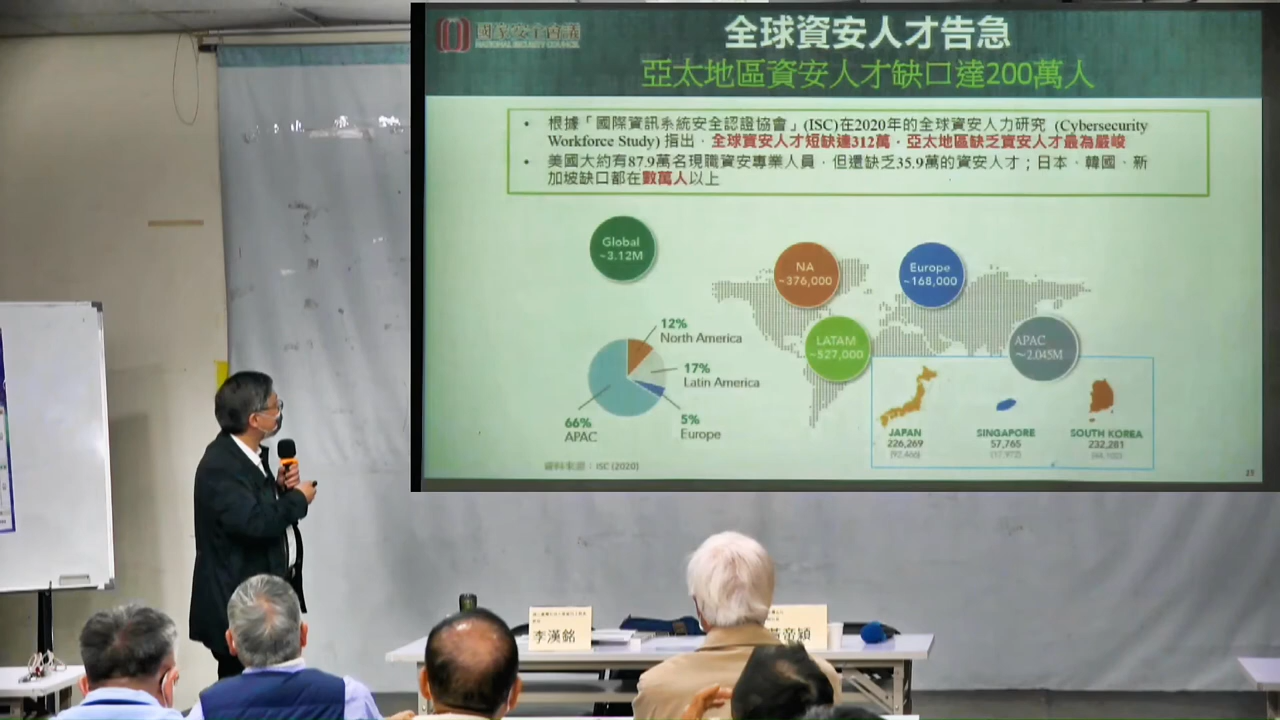 國家安全會議
NATIONAL SECURITY COUNCIL
全球資安人才告急
亞太地區資安人才缺口達200萬人
• 根據「國際資訊系統安全認證協會」(ISC)在2020年的全球資安人力研究 (Cybersecurity
Workforce Study) 指出，全球資安人才短缺達312萬，亞太地區缺乏資安人才最為嚴峻
• 美國大約有87.9萬名現職資安專業人員，但還缺乏35.9萬的資安人才；日本、韓國、新
加坡缺口都在數萬人以上
Global
~3.12M
NA
~376,000
Europe
~168,000
LATAM
~527,000
APAC
～2.045M
12%
North America
17%
Latin America
5%
Europe
66%
APAC
JAPAN
226,269
SINGAPORE
57,765
SOUTH KOREA
232,281
資料來源：ISC (2020)
李漢銘
黃帝穎